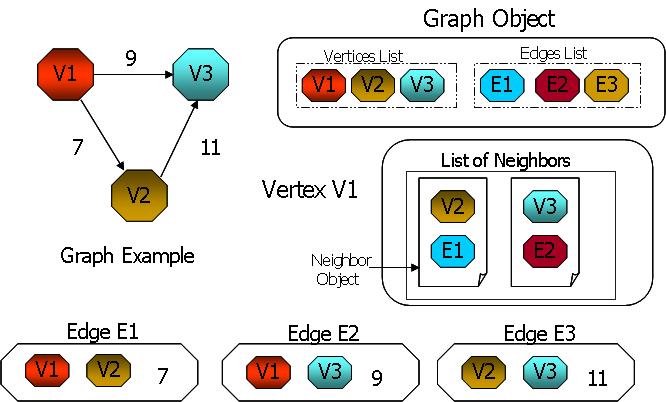 Graph Object
V1
9
V3
7
11
V2
Graph Example
Vertices List
V1 V2 V3
Edges List
E1 E2 E3
Vertex V1
List of Neighbors
V2
E1
V3
E2
Neighbor
Object
Edge E1
V1 V2 7
Edge E2
V1 V3 9
Edge E3
V2 V3 11